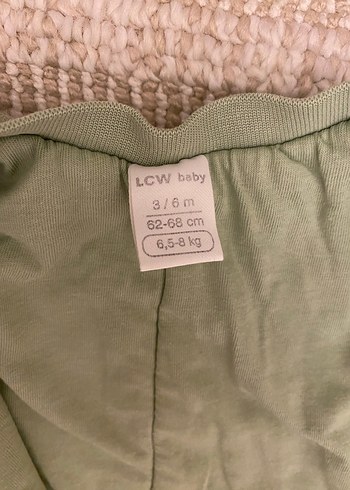 LCW baby
3/6 m
62-68 cm
6,5-8 kg